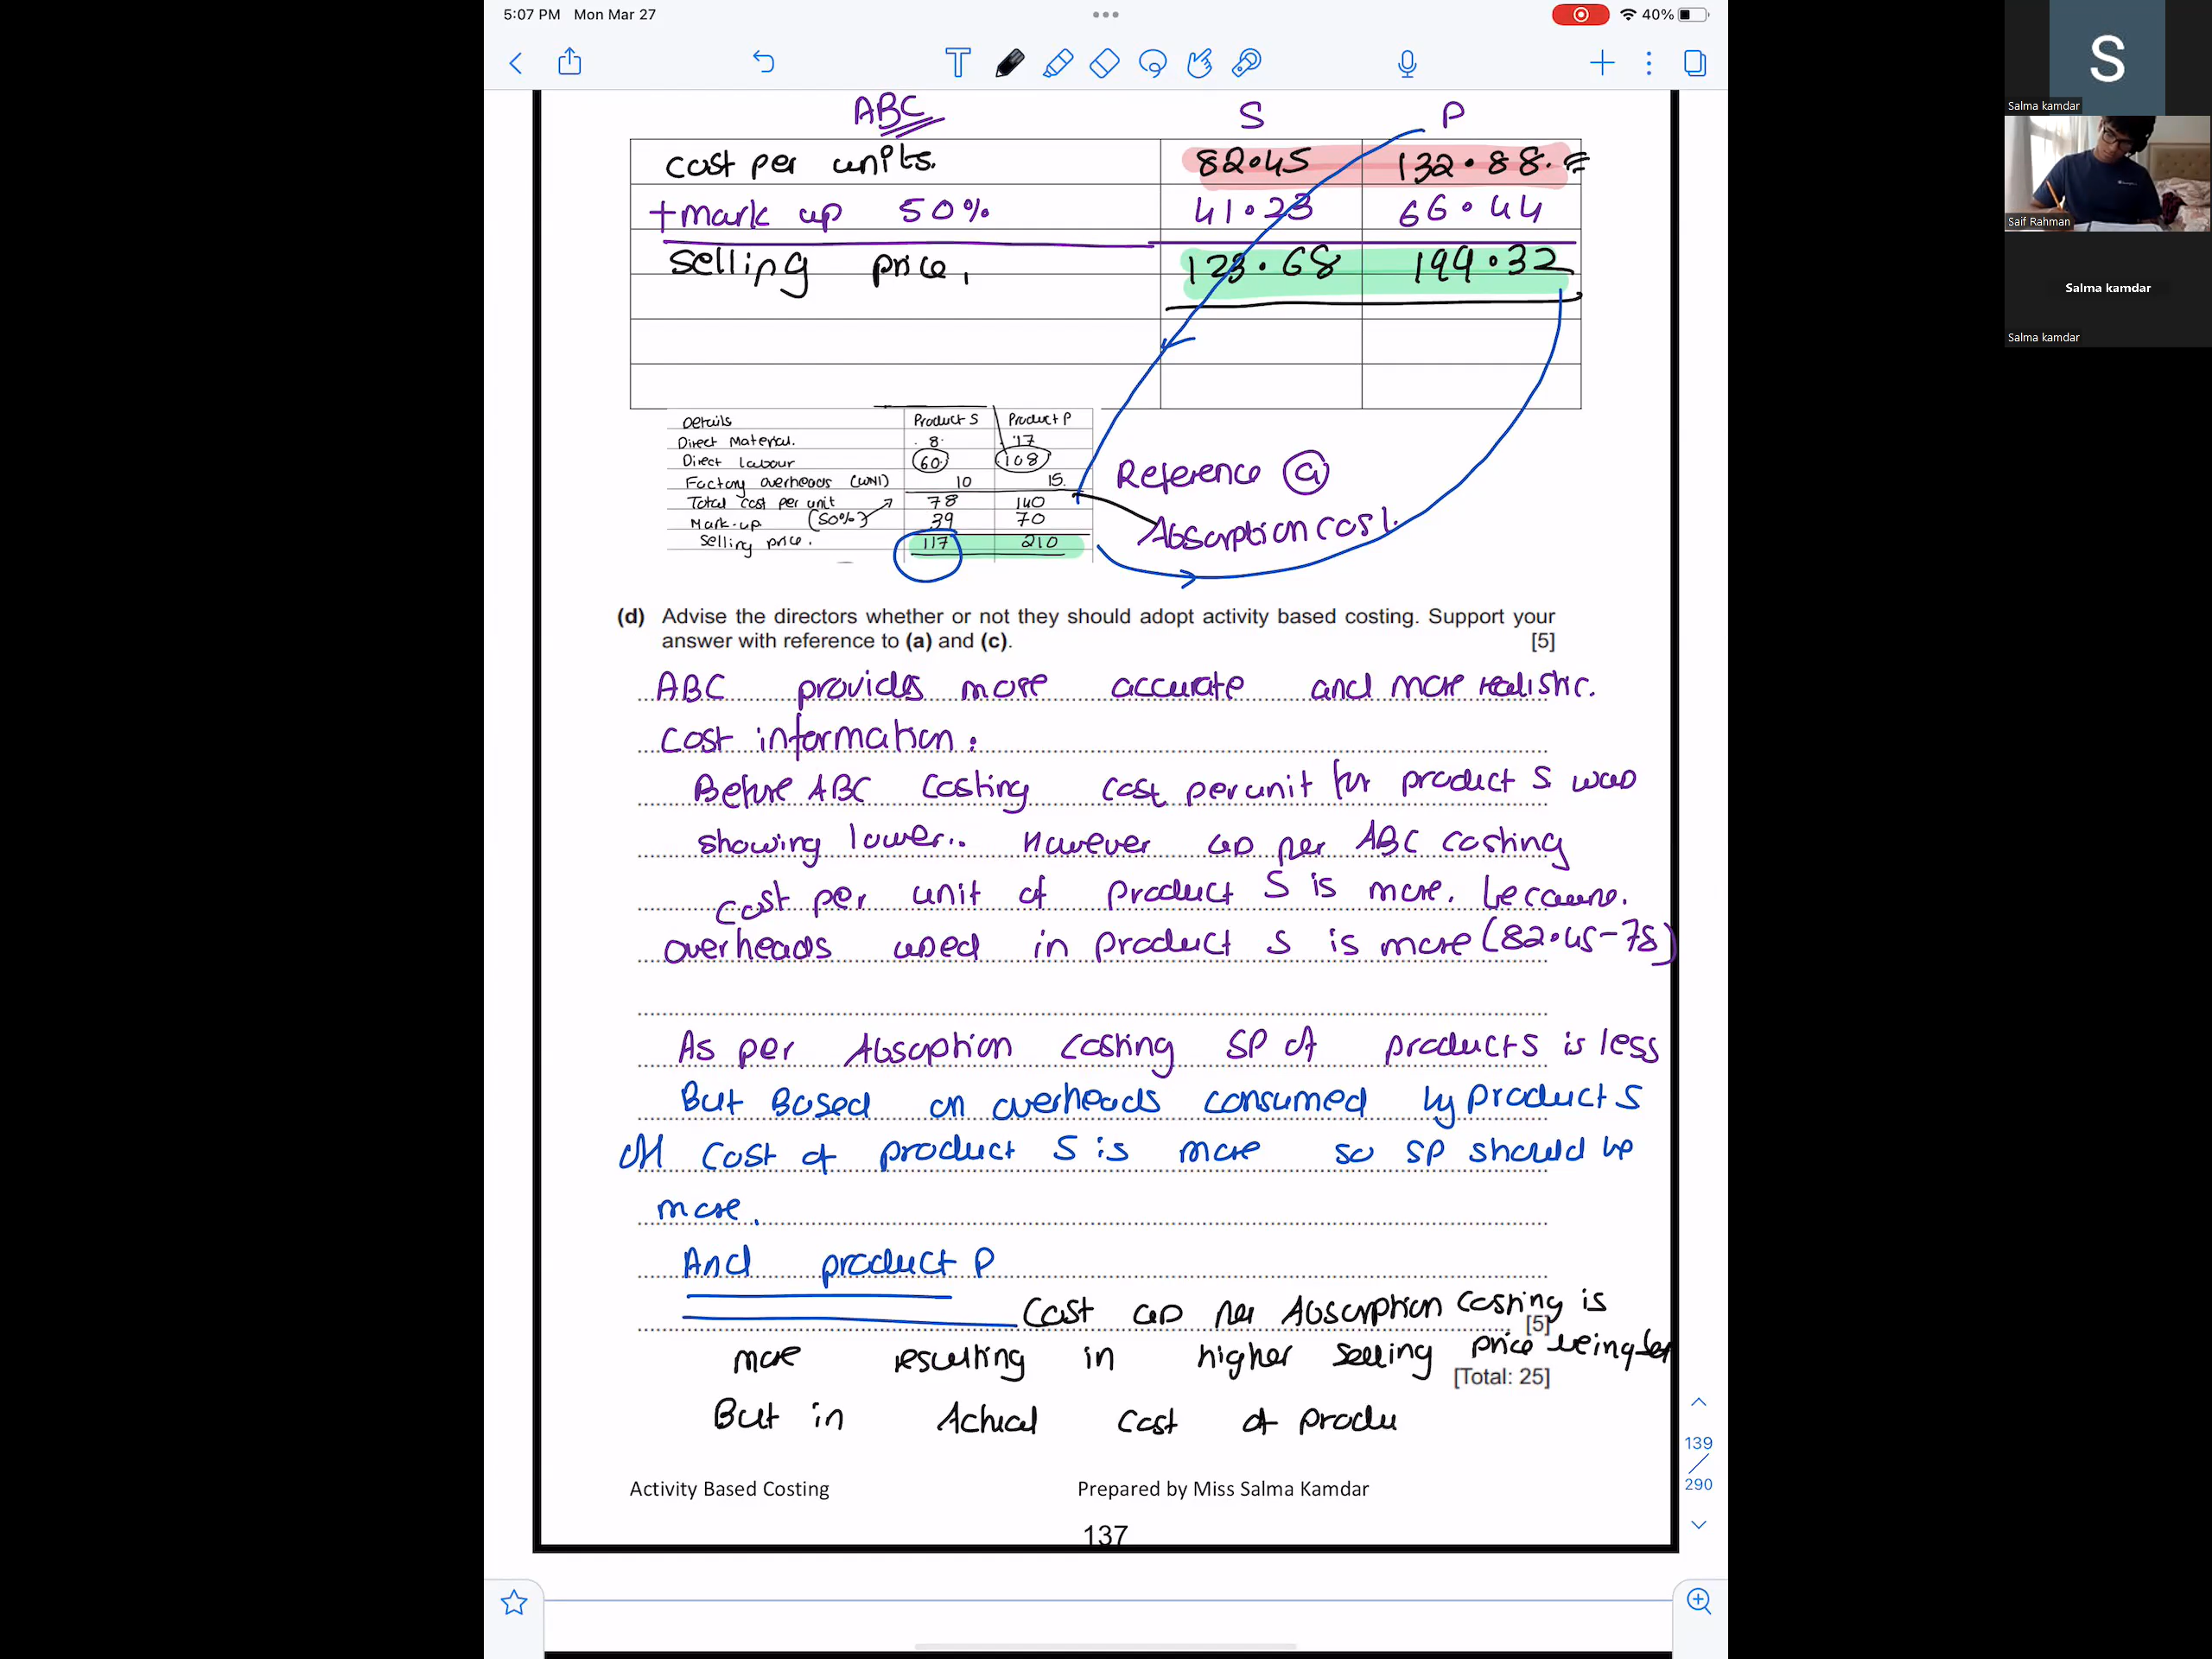 5:07 PM Mon Mar 27
40%
S
Salma kamdar
Saif Rahman
Salma kamdar
Salma kamdar
ABC S P
cost per units. 82.45 132.88.
+mark up 50% 41.23 66.44
Selling price, 123.68 199.32
Details Product S Product P
Direct Material. 8. 17
Direct labour 60 108
Factory overheads (WN1) 10 15.
Total cost per unit 78 140
Mark-up (50%) 39 70
Selling price. 117 210
Reference a
Absorption cost.
(d) Advise the directors whether or not they should adopt activity based costing. Support your
answer with reference to (a) and (c). [5]
ABC provides more accurate and more realistic.
cost information.
Before ABC costing cost per unit for product S was
showing lower.. However as per ABC costing
cost per unit of product S is more. because.
overheads used in product S is more (82.45-78)
As per Absorption costing SP of product S is less
But Based on overheads consumed by product S
OH cost of product S is more so SP should be
more.
And product P
Cost as per Absorption costing is
[5]
more resulting in higher selling price being set
[Total: 25]
But in Actual cost of produ
Activity Based Costing Prepared by Miss Salma Kamdar
137
139
290